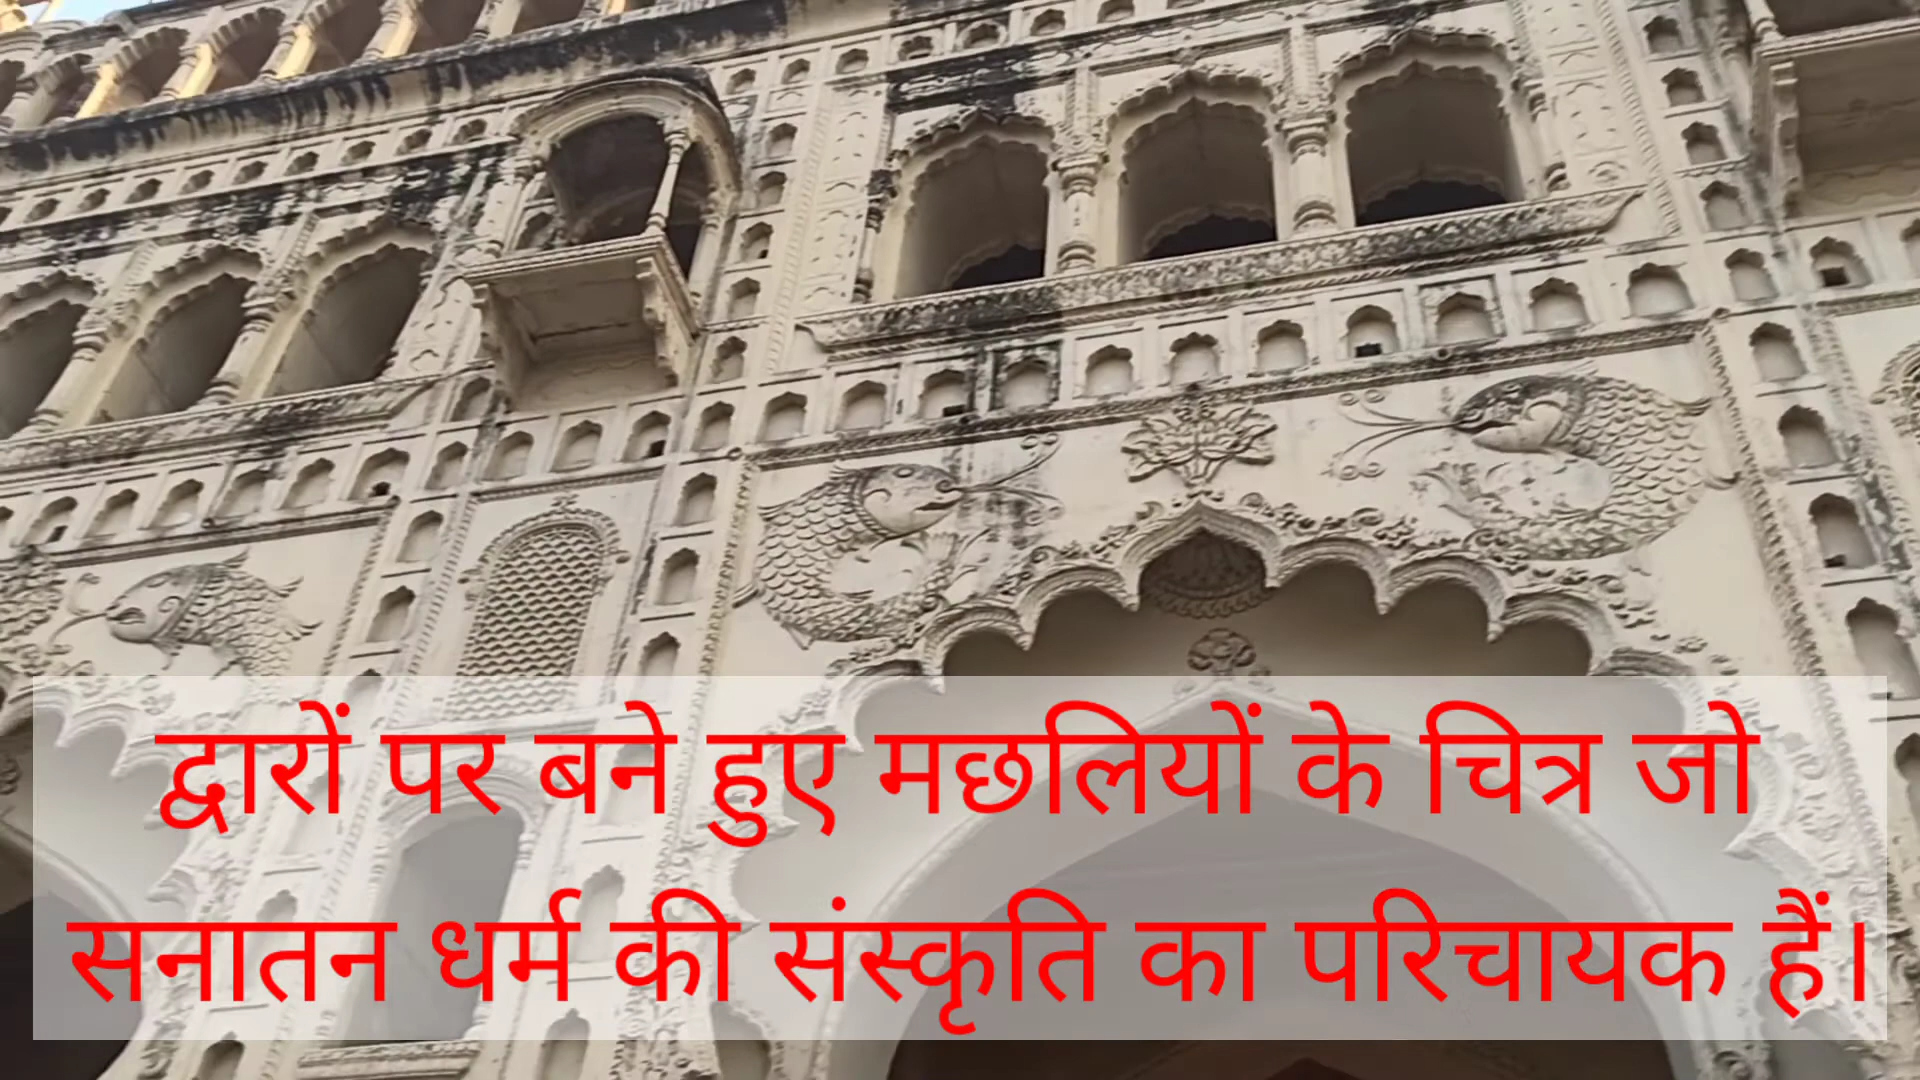 द्वारों पर बने हुए मछलियों के चित्र जो
सनातन धर्म की संस्कृति का परिचायक हैं।